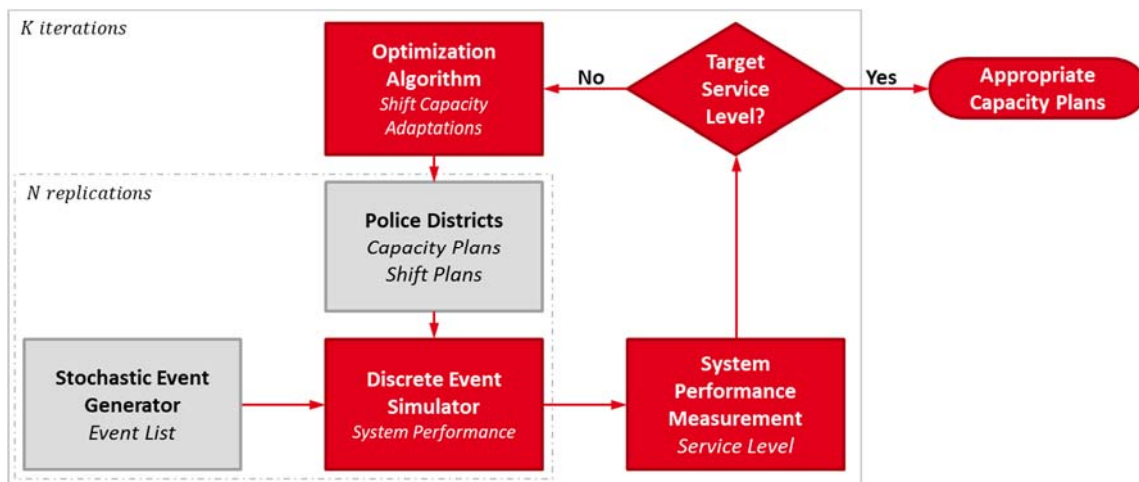 K iterations
Optimization
Algorithm
Shift Capacity
Adaptations
No
Target
Service
Level?
Yes
Appropriate
Capacity Plans
N replications
Police Districts
Capacity Plans
Shift Plans
Stochastic Event
Generator
Event List
Discrete Event
Simulator
System Performance
System
Performance
Measurement
Service Level